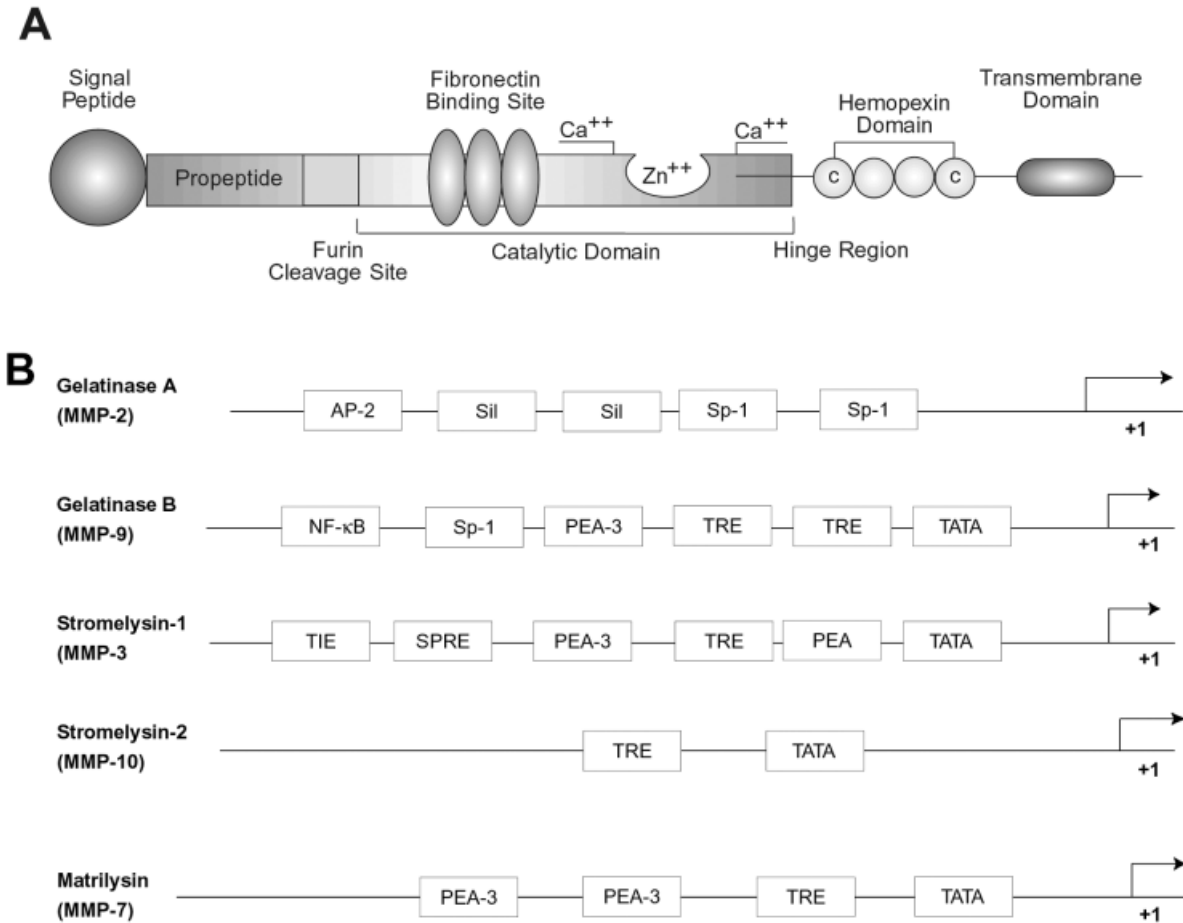 A
Signal
Peptide
Fibronectin
Binding Site
Transmembrane
Domain
Hemopexin
Domain
Ca++
Ca++
Propeptide
Zn++
c
c
Furin
Cleavage Site
Catalytic Domain
Hinge Region
B
Gelatinase A
(MMP-2)
AP-2 Sil Sil Sp-1 Sp-1
+1
Gelatinase B
(MMP-9)
NF-κB Sp-1 PEA-3 TRE TRE TATA
+1
Stromelysin-1
(MMP-3
TIE SPRE PEA-3 TRE PEA TATA
+1
Stromelysin-2
(MMP-10)
TRE TATA
+1
Matrilysin
(MMP-7)
PEA-3 PEA-3 TRE TATA
+1